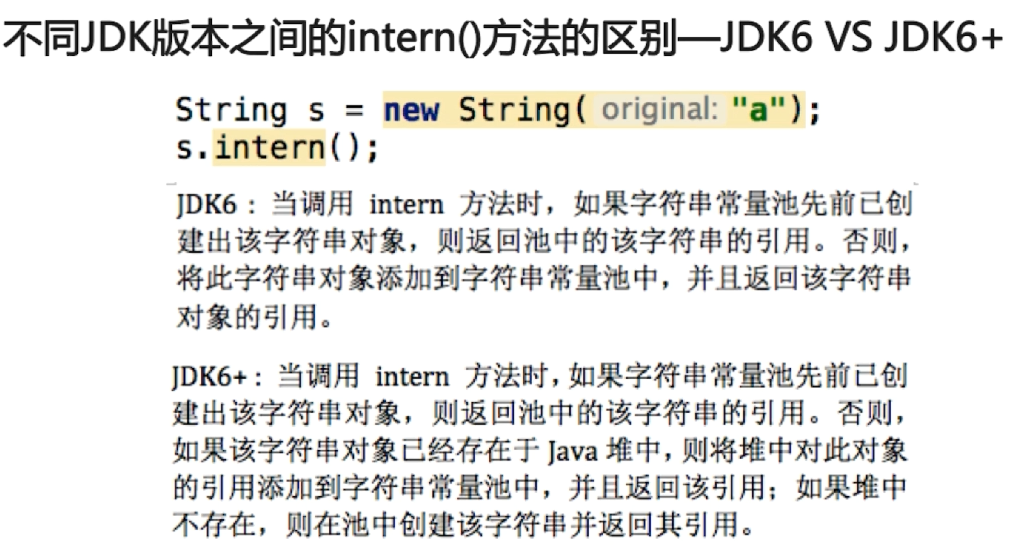 不同JDK版本之间的intern()方法的区别—JDK6 VS JDK6+
String s = new String( original: "a");
s.intern();
JDK6：当调用 intern 方法时，如果字符串常量池先前已创
建出该字符串对象，则返回池中的该字符串的引用。否则，
将此字符串对象添加到字符串常量池中，并且返回该字符串
对象的引用。
JDK6+：当调用 intern 方法时，如果字符串常量池先前已创
建出该字符串对象，则返回池中的该字符串的引用。否则，
如果该字符串对象已经存在于 Java 堆中，则将堆中对此对象
的引用添加到字符串常量池中，并且返回该引用；如果堆中
不存在，则在池中创建该字符串并返回其引用。